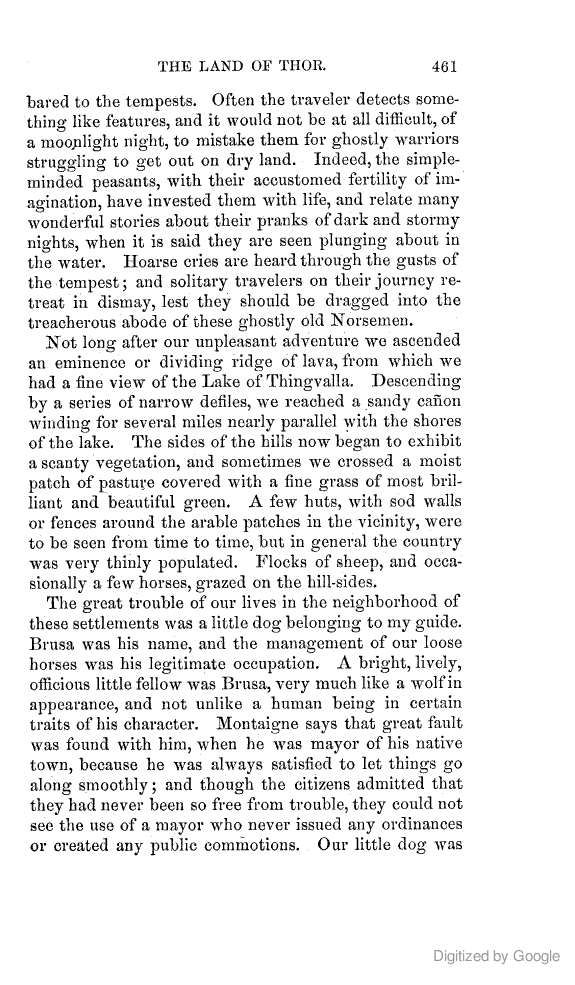 THE LAND OF THOR. 461
bared to the tempests. Often the traveler detects some-
thing like features, and it would not be at all difficult, of
a moonlight night, to mistake them for ghostly warriors
struggling to get out on dry land. Indeed, the simple-
minded peasants, with their accustomed fertility of im-
agination, have invested them with life, and relate many
wonderful stories about their pranks of dark and stormy
nights, when it is said they are seen plunging about in
the water. Hoarse cries are heard through the gusts of
the tempest; and solitary travelers on their journey re-
treat in dismay, lest they should be dragged into the
treacherous abode of these ghostly old Norsemen.
Not long after our unpleasant adventure we ascended
an eminence or dividing ridge of lava, from which we
had a fine view of the Lake of Thingvalla. Descending
by a series of narrow defiles, we reached a sandy cañon
winding for several miles nearly parallel with the shores
of the lake. The sides of the hills now began to exhibit
a scanty vegetation, and sometimes we crossed a moist
patch of pasture covered with a fine grass of most bril-
liant and beautiful green. A few huts, with sod walls
or fences around the arable patches in the vicinity, were
to be seen from time to time, but in general the country
was very thinly populated. Flocks of sheep, and occa-
sionally a few horses, grazed on the hill-sides.
The great trouble of our lives in the neighborhood of
these settlements was a little dog belonging to my guide.
Brusa was his name, and the management of our loose
horses was his legitimate occupation. A bright, lively,
officious little fellow was Brusa, very much like a wolf in
appearance, and not unlike a human being in certain
traits of his character. Montaigne says that great fault
was found with him, when he was mayor of his native
town, because he was always satisfied to let things go
along smoothly; and though the citizens admitted that
they had never been so free from trouble, they could not
see the use of a mayor who never issued any ordinances
or created any public commotions. Our little dog was
Digitized by Google